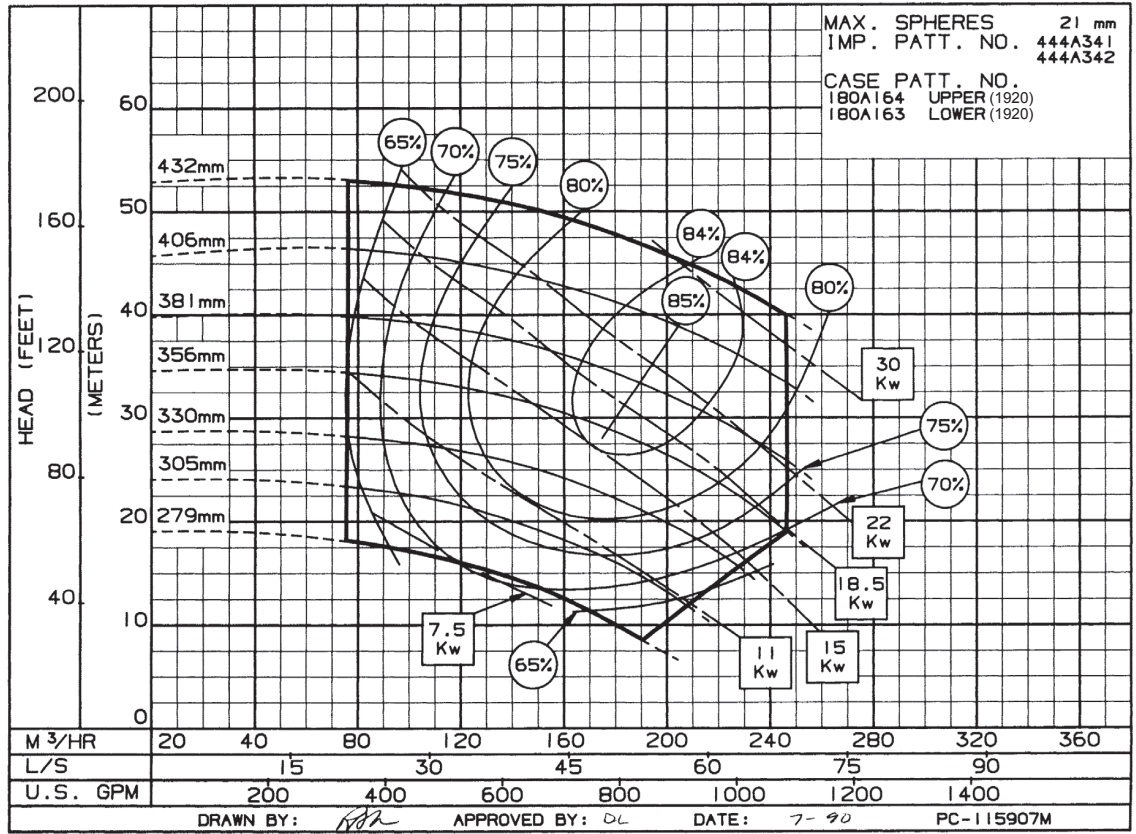 MAX. SPHERES 21 mm
IMP. PATT. NO. 444A341
444A342
CASE PATT. NO.
180A164 UPPER (1920)
180A163 LOWER (1920)
HEAD (FEET)
(METERS)
200
160
120
80
40
60
50
40
30
20
10
0
432mm
406mm
381mm
356mm
330mm
305mm
279mm
65%
70%
75%
80%
84%
84%
85%
80%
75%
70%
65%
30
Kw
22
Kw
18.5
Kw
15
Kw
11
Kw
7.5
Kw
M³/HR 20 40 80 120 160 200 240 280 320 360
L/S 15 30 45 60 75 90
U.S. GPM 200 400 600 800 1000 1200 1400
DRAWN BY: APPROVED BY: DL DATE: 7-90 PC-115907M